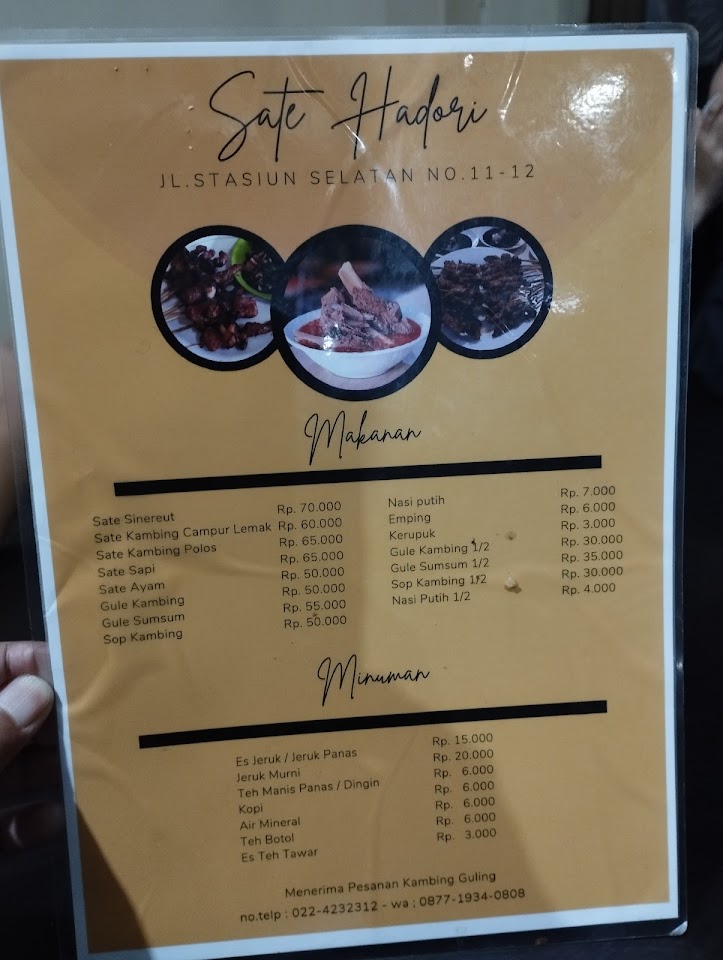 Sate Hadori
JL.STASIUN SELATAN NO.11-12
Makanan
Sate Sinereut Rp. 70.000
Sate Kambing Campur Lemak Rp. 60.000
Sate Kambing Polos Rp. 65.000
Sate Sapi Rp. 65.000
Sate Ayam Rp. 50.000
Gule Kambing Rp. 50.000
Gule Sumsum Rp. 55.000
Sop Kambing Rp. 50.000
Nasi putih Rp. 7.000
Emping Rp. 6.000
Kerupuk Rp. 3.000
Gule Kambing 1/2 Rp. 30.000
Gule Sumsum 1/2 Rp. 35.000
Sop Kambing 1/2 Rp. 30.000
Nasi Putih 1/2 Rp. 4.000
Minuman
Es Jeruk / Jeruk Panas Rp. 15.000
Jeruk Murni Rp. 20.000
Teh Manis Panas / Dingin Rp. 6.000
Kopi Rp. 6.000
Air Mineral Rp. 6.000
Teh Botol Rp. 6.000
Es Teh Tawar Rp. 3.000
Menerima Pesanan Kambing Guling
no.telp : 022-4232312 - wa ; 0877-1934-0808